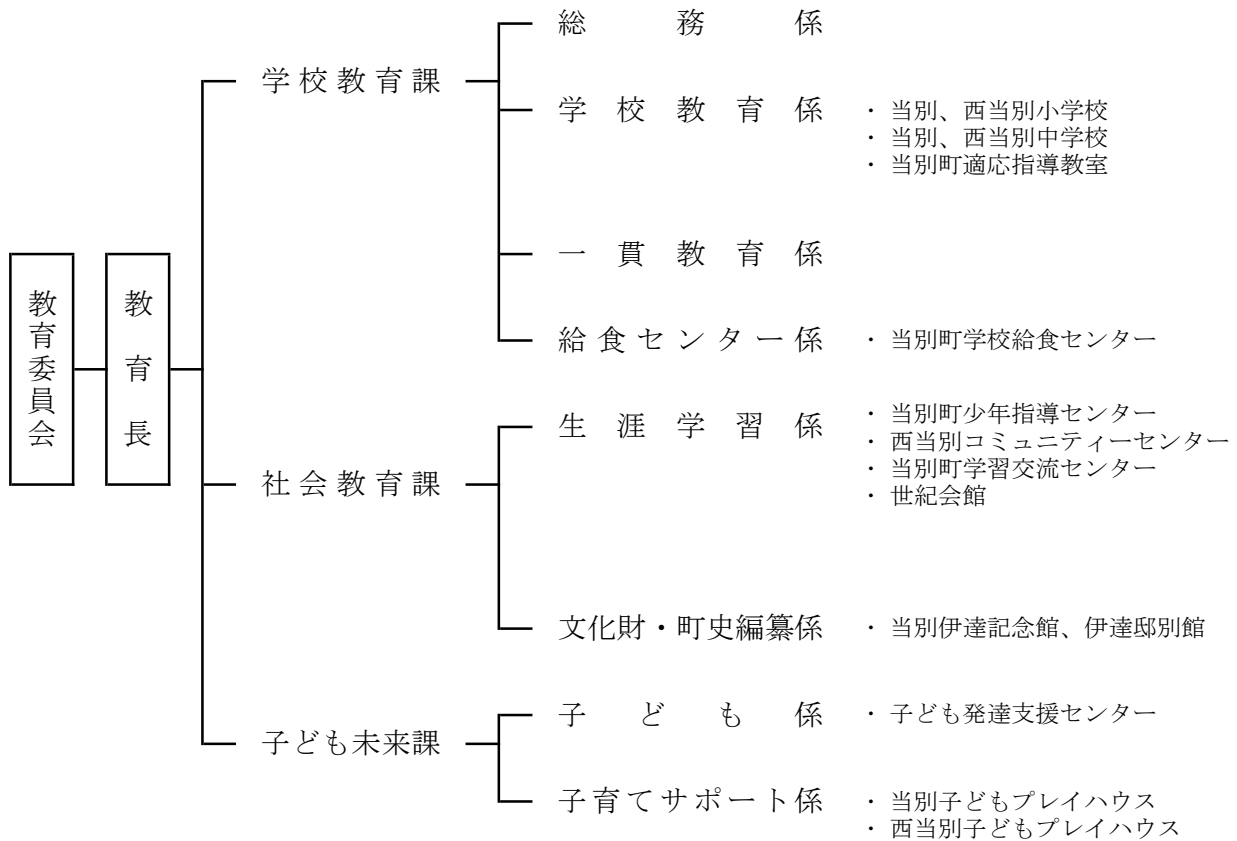 教育委員会
教育長
学校教育課
総務係
学校教育係
・ 当別、西当別小学校
・ 当別、西当別中学校
・ 当別町適応指導教室
一貫教育係
給食センター係
・ 当別町学校給食センター
社会教育課
生涯学習係
・ 当別町少年指導センター
・ 西当別コミュニティーセンター
・ 当別町学習交流センター
・ 世紀会館
文化財・町史編纂係
・ 当別伊達記念館、伊達邸別館
子ども未来課
子ども係
・ 子ども発達支援センター
子育てサポート係
・ 当別子どもプレイハウス
・ 西当別子どもプレイハウス